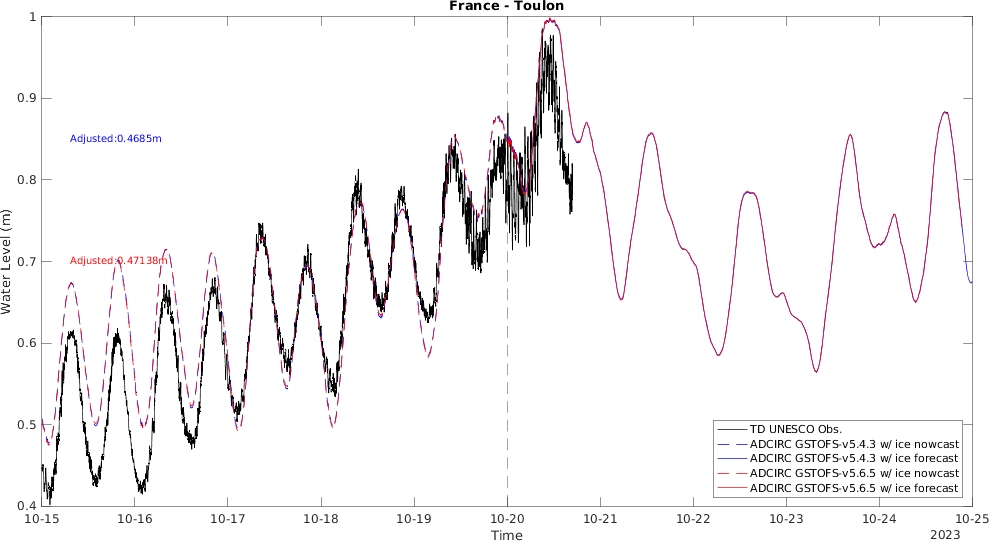 France - Toulon
1
0.9
0.8
0.7
0.6
0.5
0.4
Water Level (m)
Adjusted:0.4685m
Adjusted:0.47138m
TD UNESCO Obs.
ADCIRC GSTOFS-v5.4.3 w/ ice nowcast
ADCIRC GSTOFS-v5.4.3 w/ ice forecast
ADCIRC GSTOFS-v5.6.5 w/ ice nowcast
ADCIRC GSTOFS-v5.6.5 w/ ice forecast
10-15 10-16 10-17 10-18 10-19 10-20 10-21 10-22 10-23 10-24 10-25
Time
2023